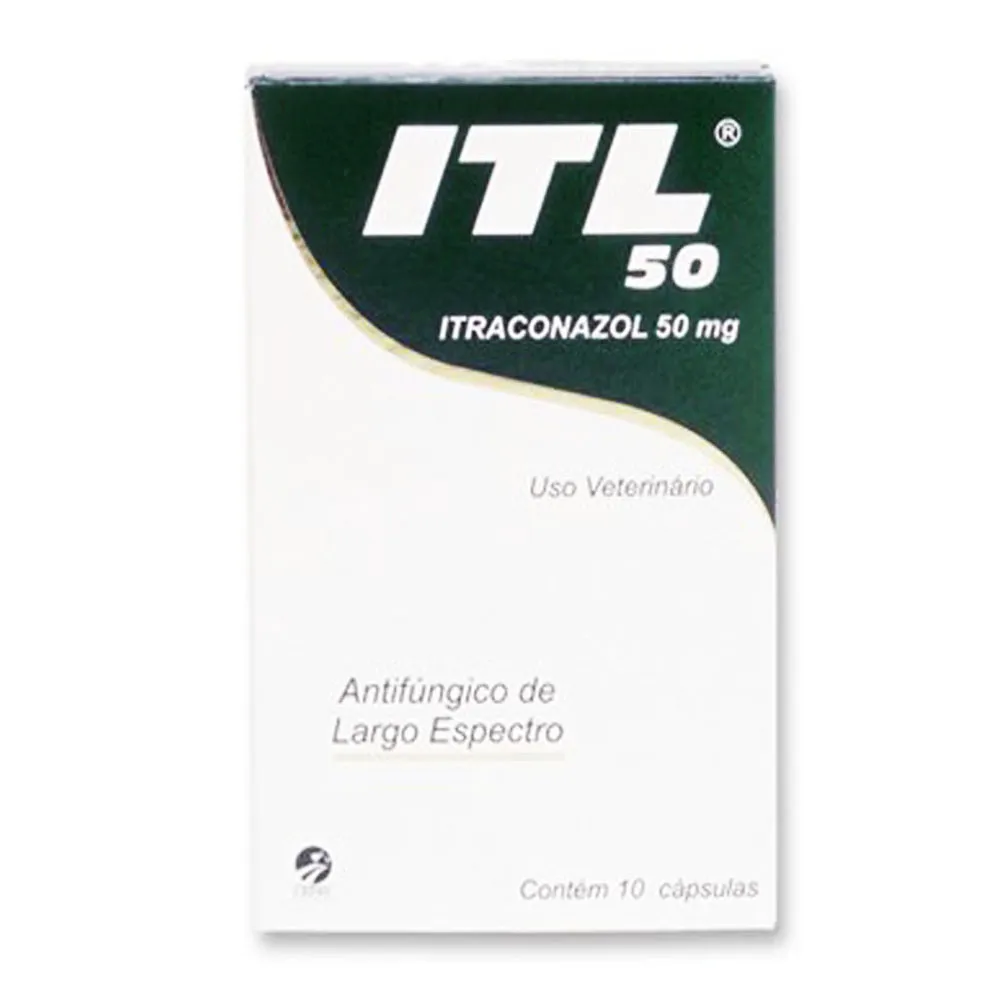 ITL®
50
ITRACONAZOL 50 mg
Uso Veterinário
Antifúngico de
Largo Espectro
Contém 10 cápsulas